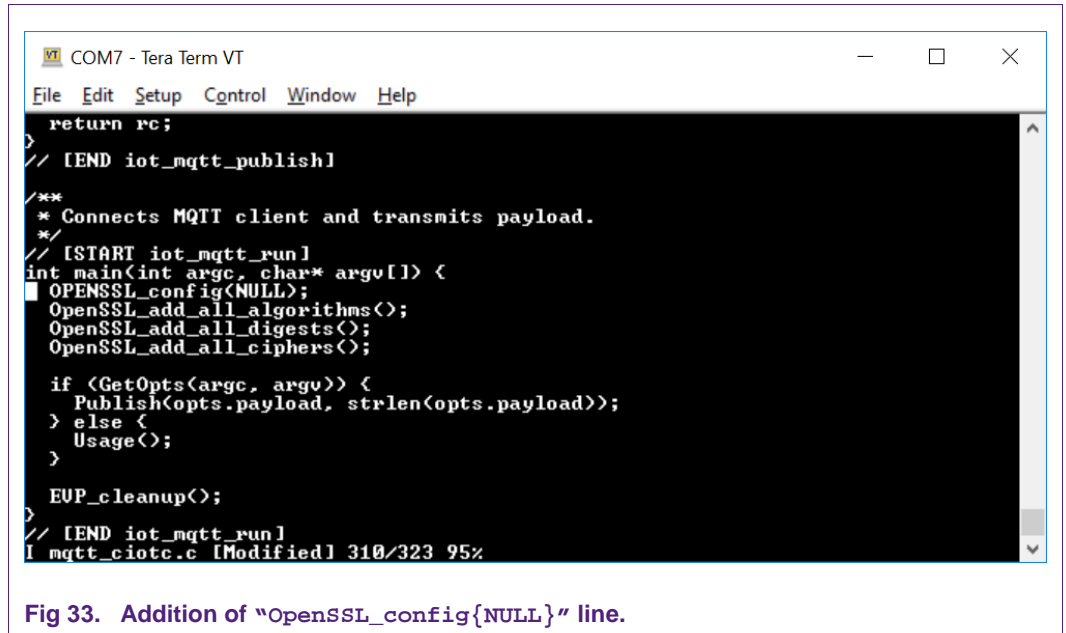 COM7 - Tera Term VT
File Edit Setup Control Window Help
  return rc;
}
// [END iot_mqtt_publish]

/**
 * Connects MQTT client and transmits payload.
 */
// [START iot_mqtt_run]
int main(int argc, char* argv[]) {
  OPENSSL_config(NULL);
  OpenSSL_add_all_algorithms();
  OpenSSL_add_all_digests();
  OpenSSL_add_all_ciphers();

  if (GetOpts(argc, argv)) {
    Publish(opts.payload, strlen(opts.payload));
  } else {
    Usage();
  }

  EVP_cleanup();
}
// [END iot_mqtt_run]
I mqtt_ciotc.c [Modified] 310/323 95%
Fig 33. Addition of “OpenSSL_config{NULL}” line.